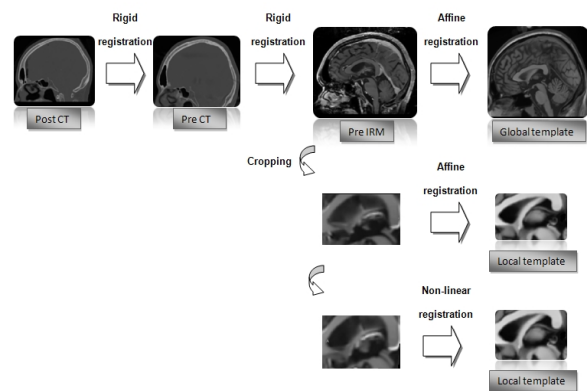 Rigid
registration
Rigid
registration
Affine
registration
Post CT
Pre CT
Pre IRM
Global template
Cropping
Affine
registration
Local template
Non-linear
registration
Local template